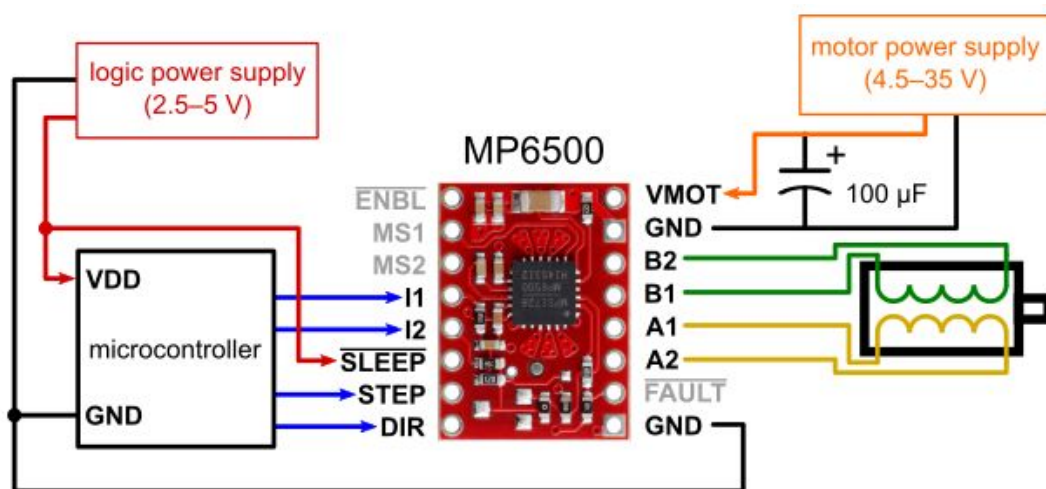 logic power supply
(2.5–5 V)
motor power supply
(4.5–35 V)
MP6500
+
100 µF
ENBL
MS1
MS2
I1
I2
SLEEP
STEP
DIR
VMOT
GND
B2
B1
A1
A2
FAULT
GND
VDD
microcontroller
GND